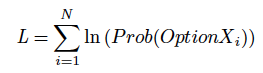 L = \sum_{i=1}^{N} \ln (Prob(OptionX_i))